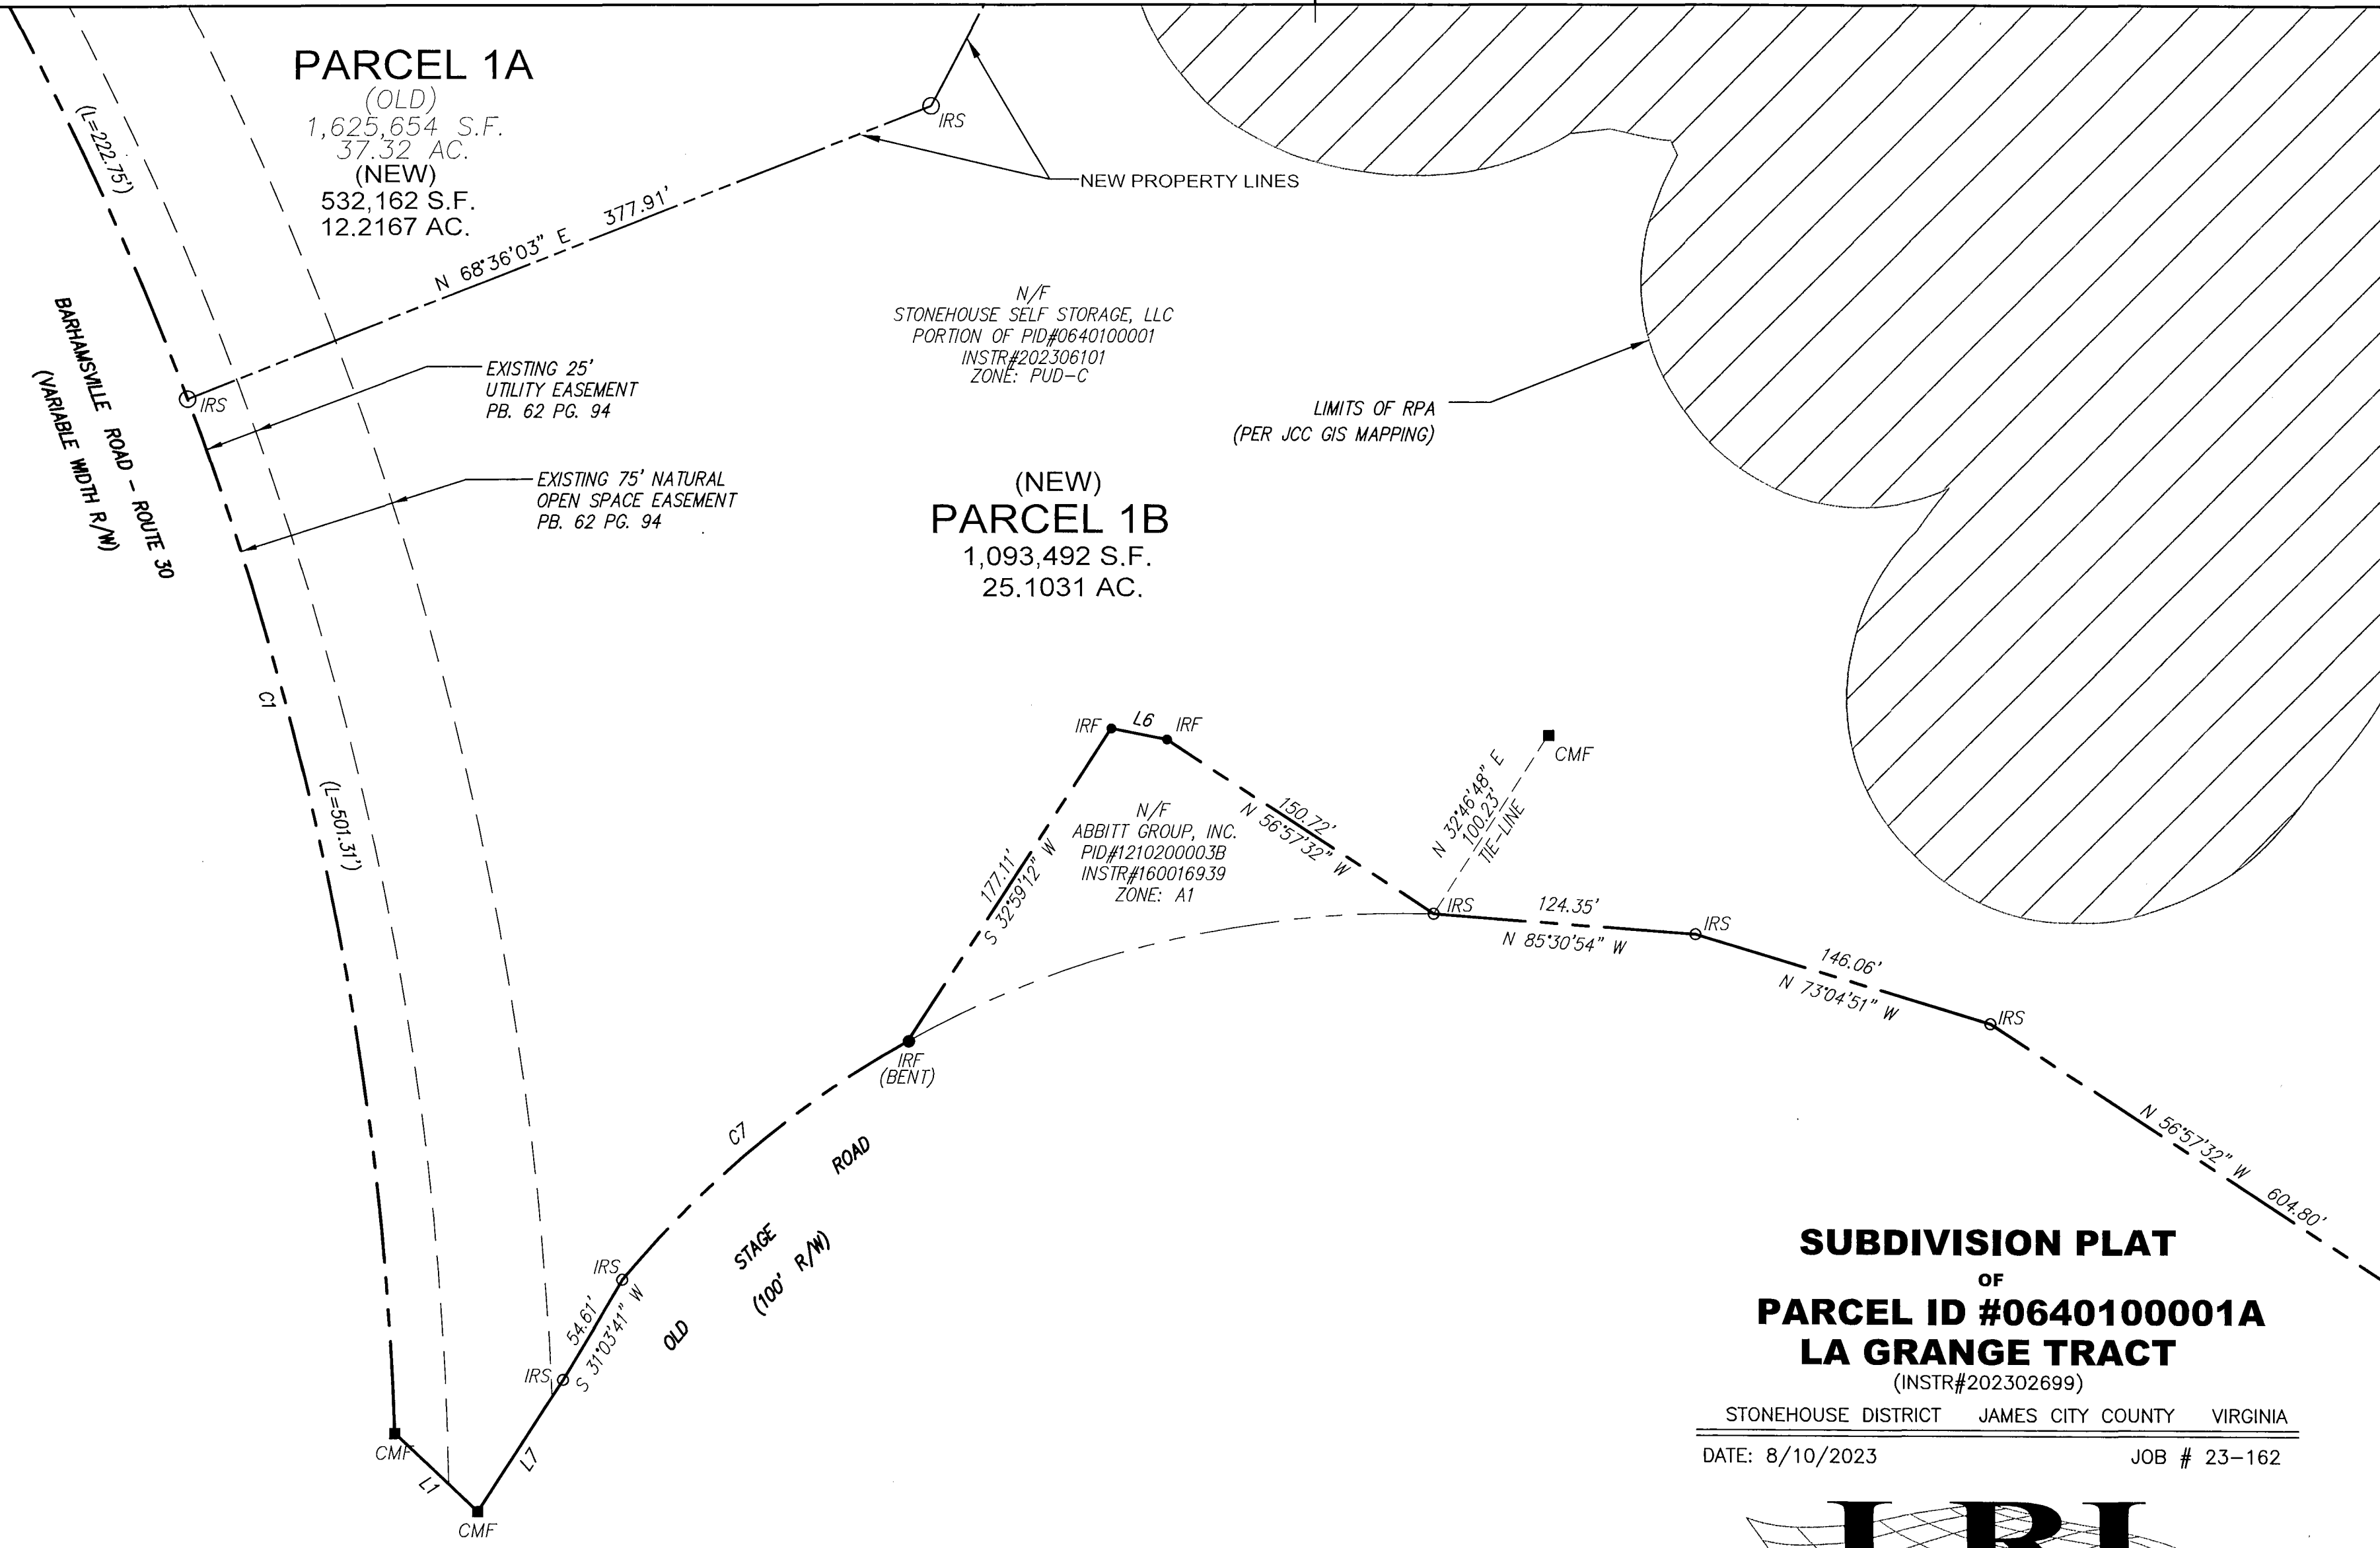 PARCEL 1A
(OLD)
1,625,654 S.F.
37.32 AC.
(NEW)
532,162 S.F.
12.2167 AC.
(L=222.75')
IRS
NEW PROPERTY LINES
N 68°36'03" E 377.91'
BARHAMSVILLE ROAD - ROUTE 30
(VARIABLE WIDTH R/W)
IRS
EXISTING 25'
UTILITY EASEMENT
PB. 62 PG. 94
EXISTING 75' NATURAL
OPEN SPACE EASEMENT
PB. 62 PG. 94
N/F
STONEHOUSE SELF STORAGE, LLC
PORTION OF PID#0640100001
INSTR#202306101
ZONE: PUD-C
LIMITS OF RPA
(PER JCC GIS MAPPING)
(NEW)
PARCEL 1B
1,093,492 S.F.
25.1031 AC.
C1
(L=501.31')
IRF
L6
IRF
CMF
N 32°46'48" E
100.23'
TIE-LINE
150.72'
N 56°57'32" W
N/F
ABBITT GROUP, INC.
PID#1210200003B
INSTR#160016939
ZONE: A1
177.11'
S 32°59'12" W
IRS
124.35'
N 85°30'54" W
IRS
146.06'
N 73°04'51" W
IRS
N 56°57'32" W 604.80'
IRF
(BENT)
C7
OLD STAGE ROAD
(100' R/W)
IRS
54.61'
S 31°03'41" W
IRS
L7
CMF
L1
CMF
SUBDIVISION PLAT
OF
PARCEL ID #0640100001A
LA GRANGE TRACT
(INSTR#202302699)
STONEHOUSE DISTRICT JAMES CITY COUNTY VIRGINIA
DATE: 8/10/2023 JOB # 23-162